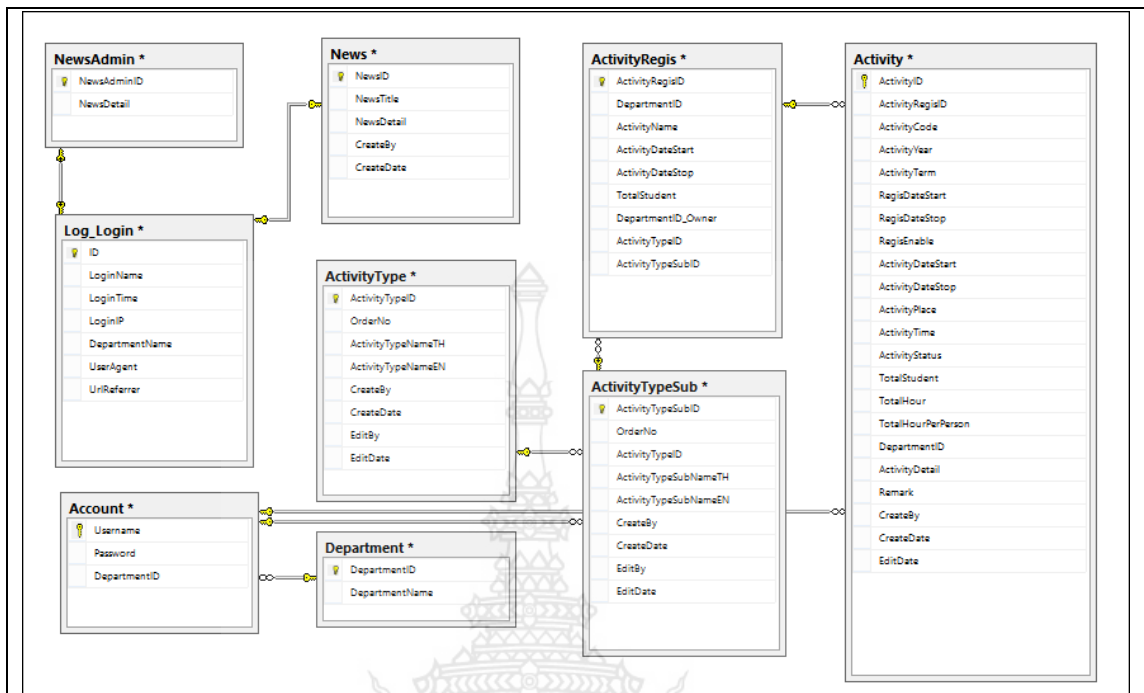 NewsAdmin *
NewsAdminID
NewsDetail
News *
NewsID
NewsTitle
NewsDetail
CreateBy
CreateDate
ActivityRegis *
ActivityRegisID
DepartmentID
ActivityName
ActivityDateStart
ActivityDateStop
TotalStudent
DepartmentID_Owner
ActivityTypeID
ActivityTypeSubID
Activity *
ActivityID
ActivityRegisID
ActivityCode
ActivityYear
ActivityTerm
RegisDateStart
RegisDateStop
RegisEnable
ActivityDateStart
ActivityDateStop
ActivityPlace
ActivityTime
ActivityStatus
TotalStudent
TotalHour
TotalHourPerPerson
DepartmentID
ActivityDetail
Remark
CreateBy
CreateDate
EditDate
Log_Login *
ID
LoginName
LoginTime
LoginIP
DepartmentName
UserAgent
UrlReferrer
ActivityType *
ActivityTypeID
OrderNo
ActivityTypeNameTH
ActivityTypeNameEN
CreateBy
CreateDate
EditBy
EditDate
ActivityTypeSub *
ActivityTypeSubID
OrderNo
ActivityTypeID
ActivityTypeSubNameTH
ActivityTypeSubNameEN
CreateBy
CreateDate
EditBy
EditDate
Account *
Username
Password
DepartmentID
Department *
DepartmentID
DepartmentName